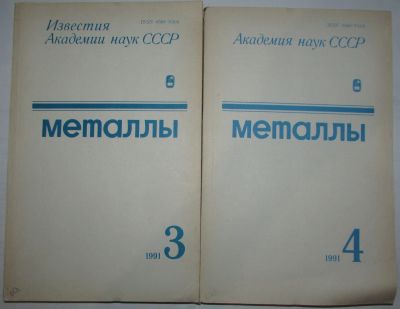 Известия
Академии наук СССР
металлы
1991 3
Академия наук СССР
металлы
1991 4